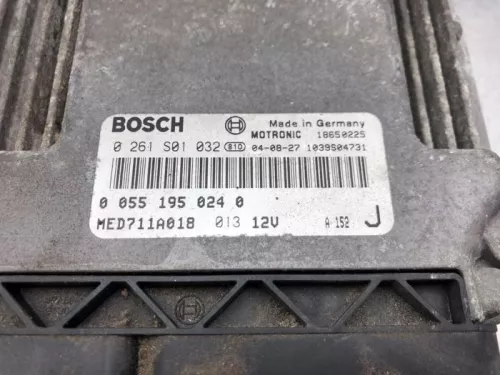 BOSCH Made in Germany
MOTRONIC 18650225
0 261 S01 032 810 04-08-27 1039S04731
0 055 195 024 0
MED711A018 013 12V A-152 J